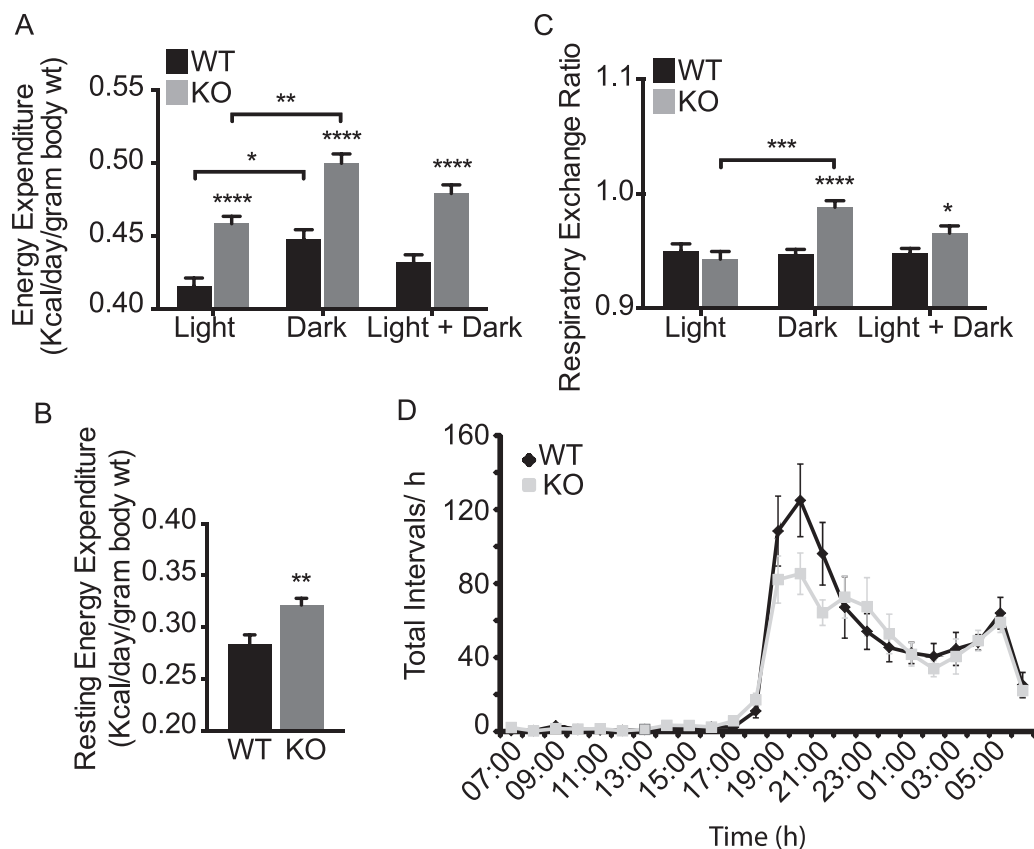 A
Energy Expenditure
(Kcal/day/gram body wt)
WT
KO
0.55
0.50
0.45
0.40
**
*
****
****
****
Light
Dark
Light + Dark
C
Respiratory Exchange Ratio
WT
KO
1.1
1.0
0.9
***
****
*
Light
Dark
Light + Dark
B
Resting Energy Expenditure
(Kcal/day/gram body wt)
0.40
0.35
0.30
0.25
0.20
**
WT
KO
D
Total Intervals/ h
WT
KO
160
120
80
40
0
07:00
09:00
11:00
13:00
15:00
17:00
19:00
21:00
23:00
01:00
03:00
05:00
Time (h)